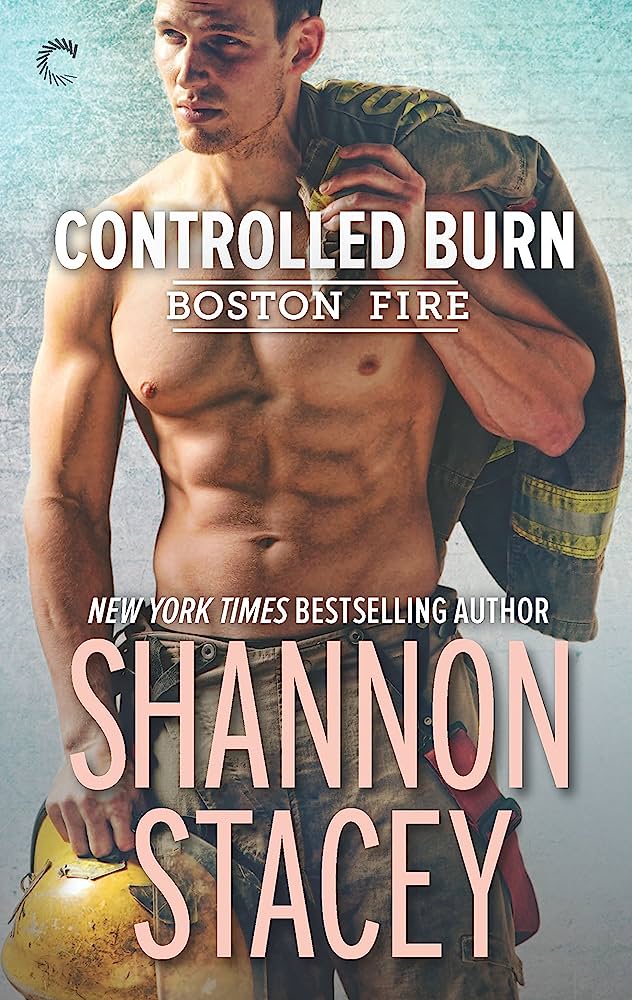 CONTROLLED BURN
BOSTON FIRE
NEW YORK TIMES BESTSELLING AUTHOR
SHANNON
STACEY